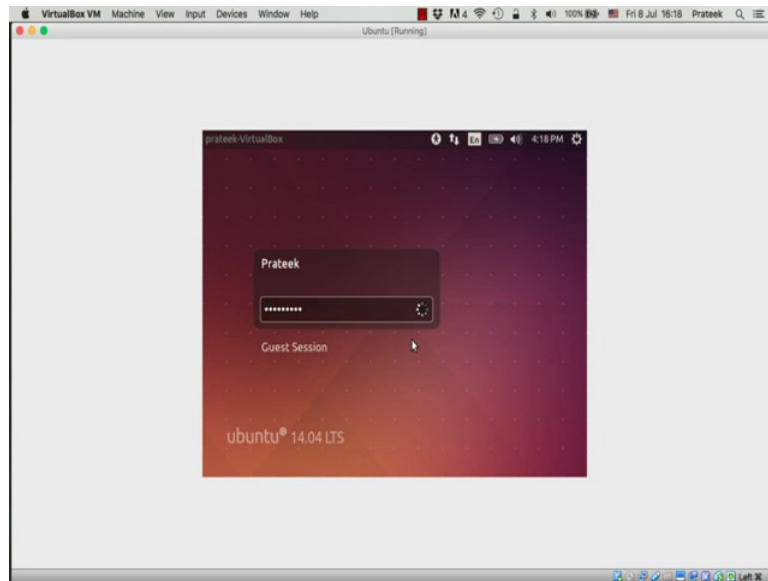 VirtualBox VM Machine View Input Devices Window Help 4 100% Fri 8 Jul 16:18 Prateek
Ubuntu [Running]
prateek-VirtualBox En 4:18 PM
Prateek
•••••••••
Guest Session
ubuntu® 14.04 LTS
Left ⌘